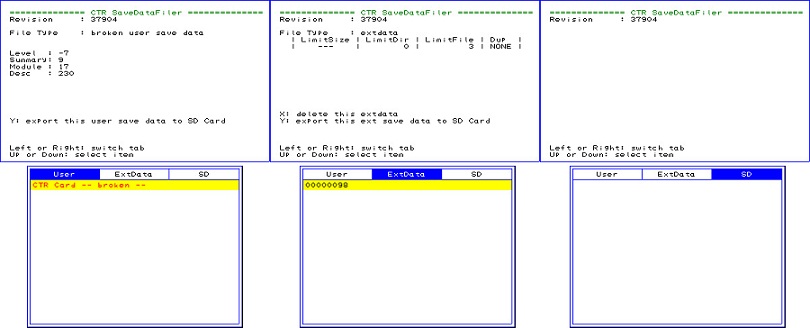 ============== CTR SaveDataFiler ==============
Revision : 37904
File Type : broken user save data
Level : -7
Summary: 9
Module : 17
Desc : 230
Y: export this user save data to SD Card
Left or Right: switch tab
Up or Down: select item
User ExtData SD
CTR Card -- broken --
============== CTR SaveDataFiler ==============
Revision : 37904
File Type : extdata
| LimitSize | LimitDir | LimitFile | Dup |
| --- | 0 | 3 | NONE |
X: delete this extdata
Y: export this ext save data to SD Card
Left or Right: switch tab
Up or Down: select item
User ExtData SD
00000098
============== CTR SaveDataFiler ==============
Revision : 37904
Left or Right: switch tab
Up or Down: select item
User ExtData SD